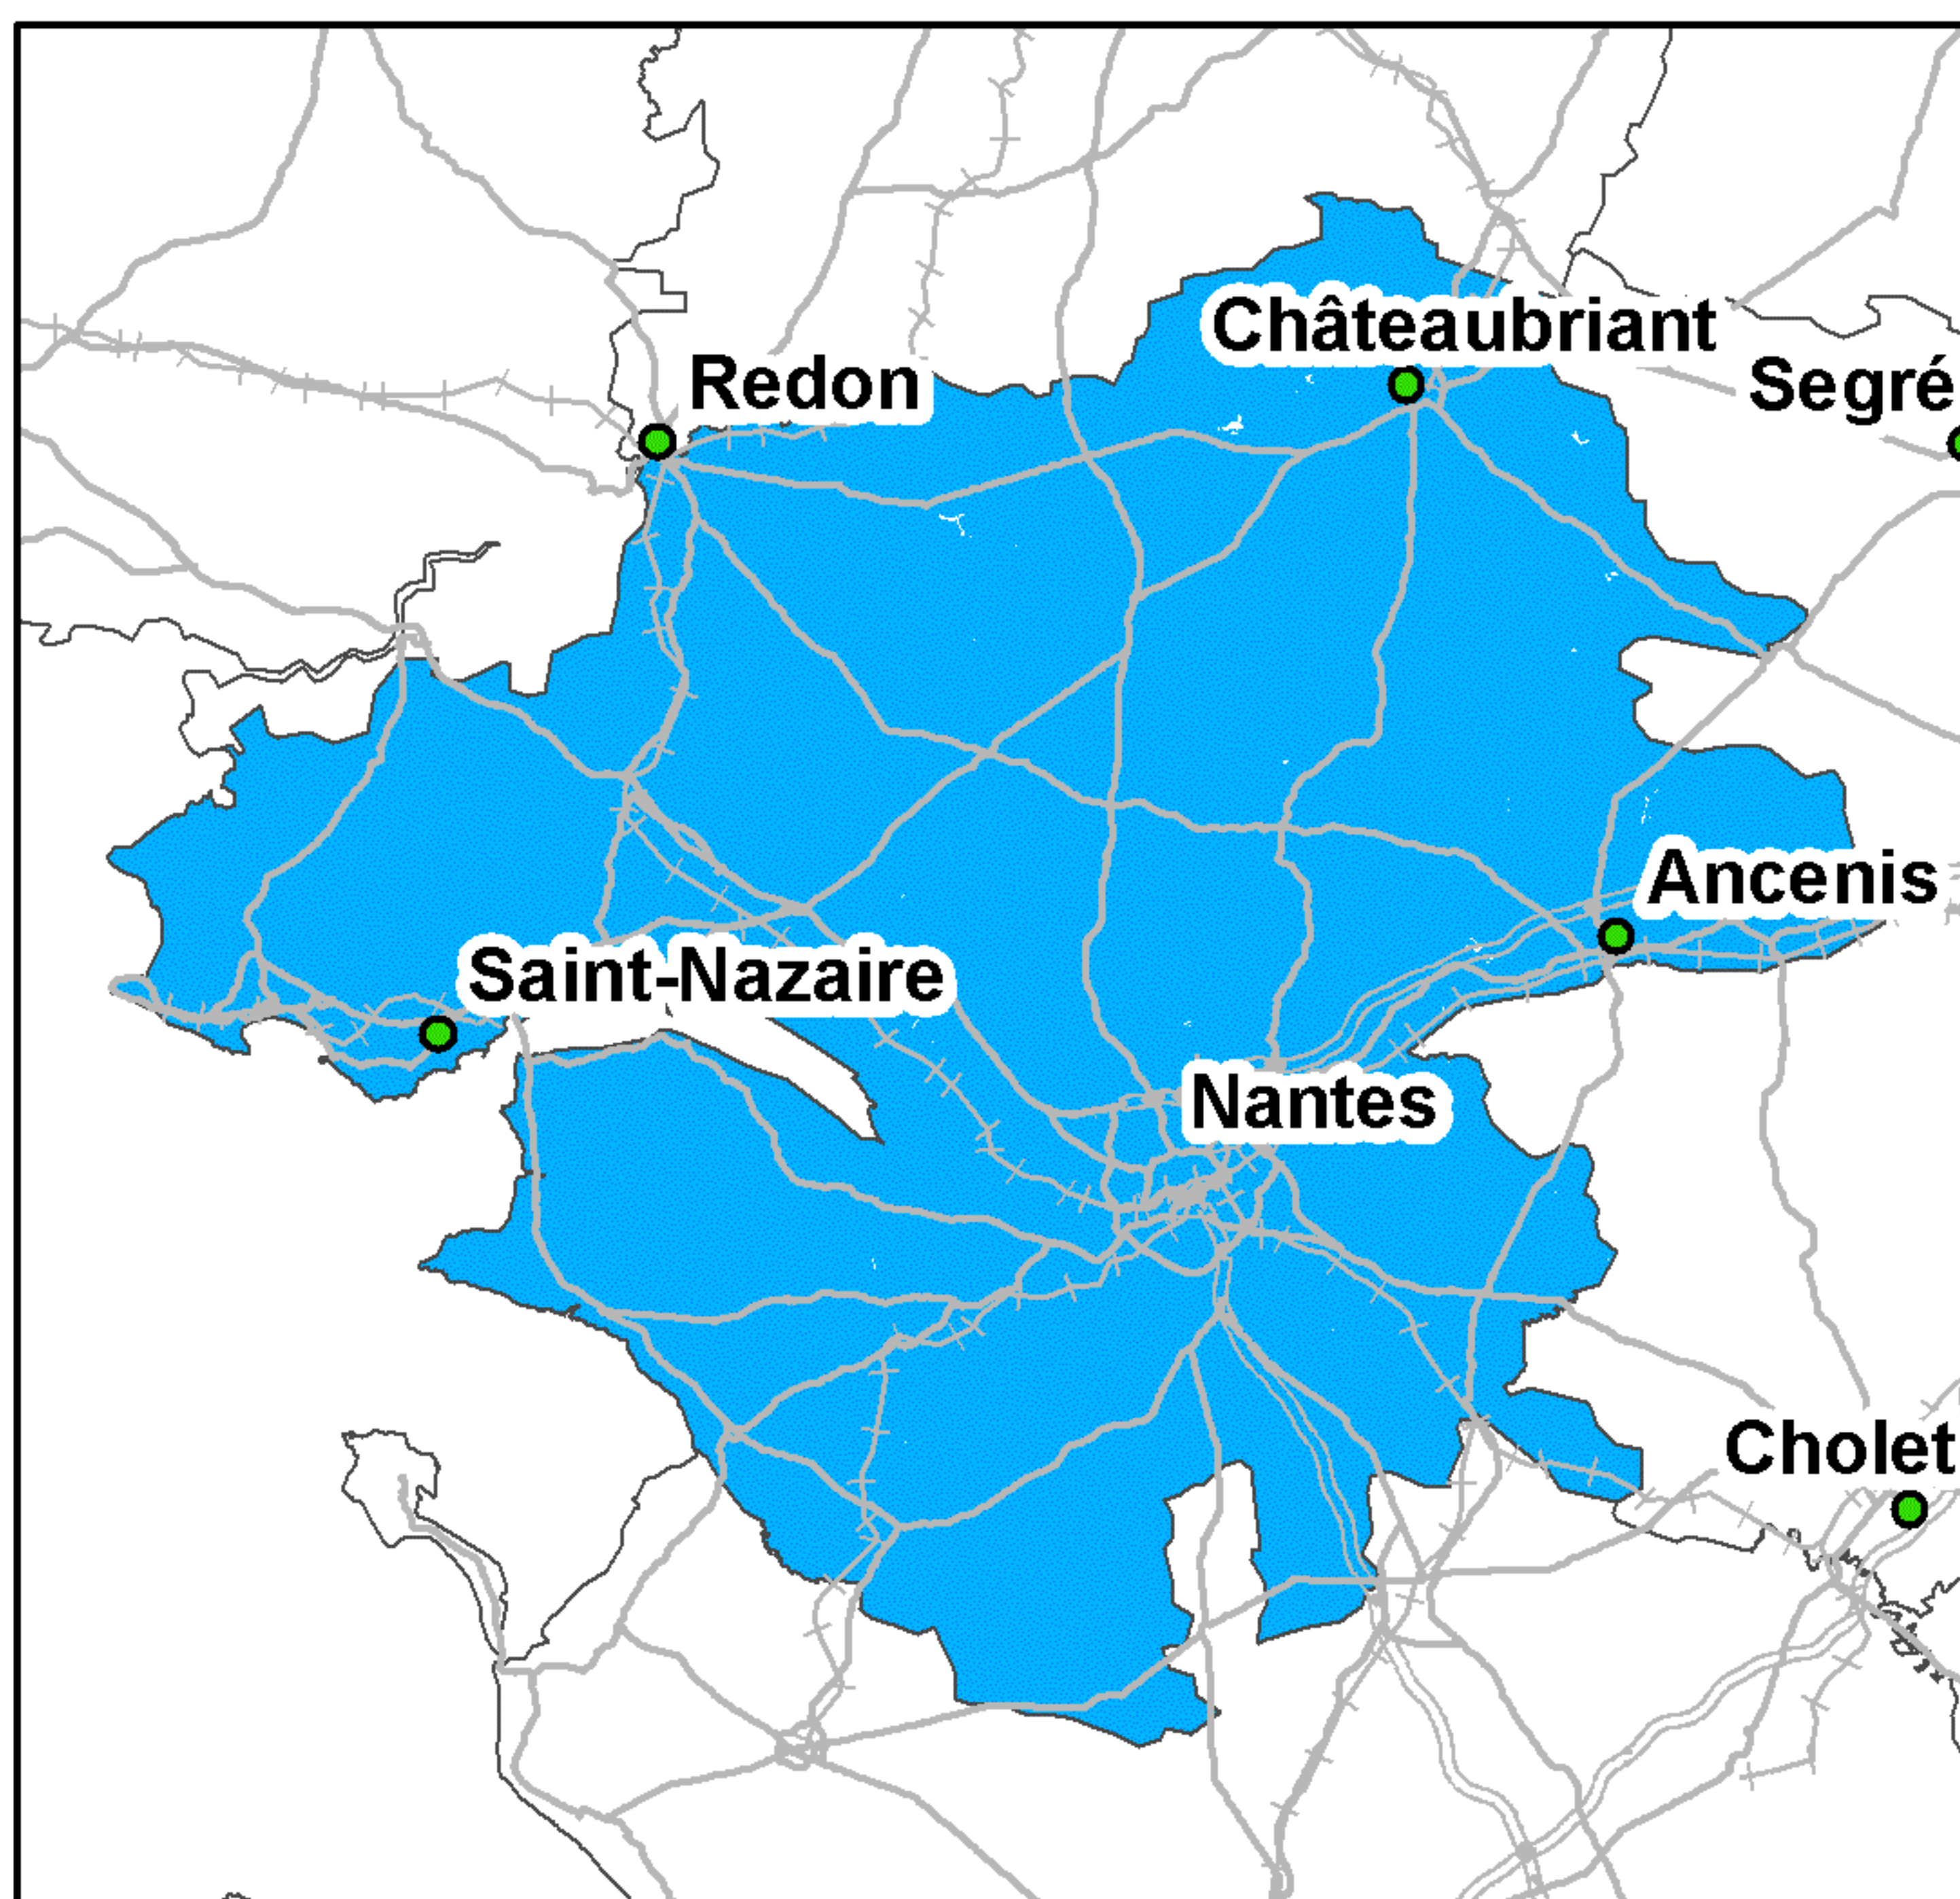 Châteaubriant
Redon
Segré
Ancenis
Saint-Nazaire
Nantes
Cholet